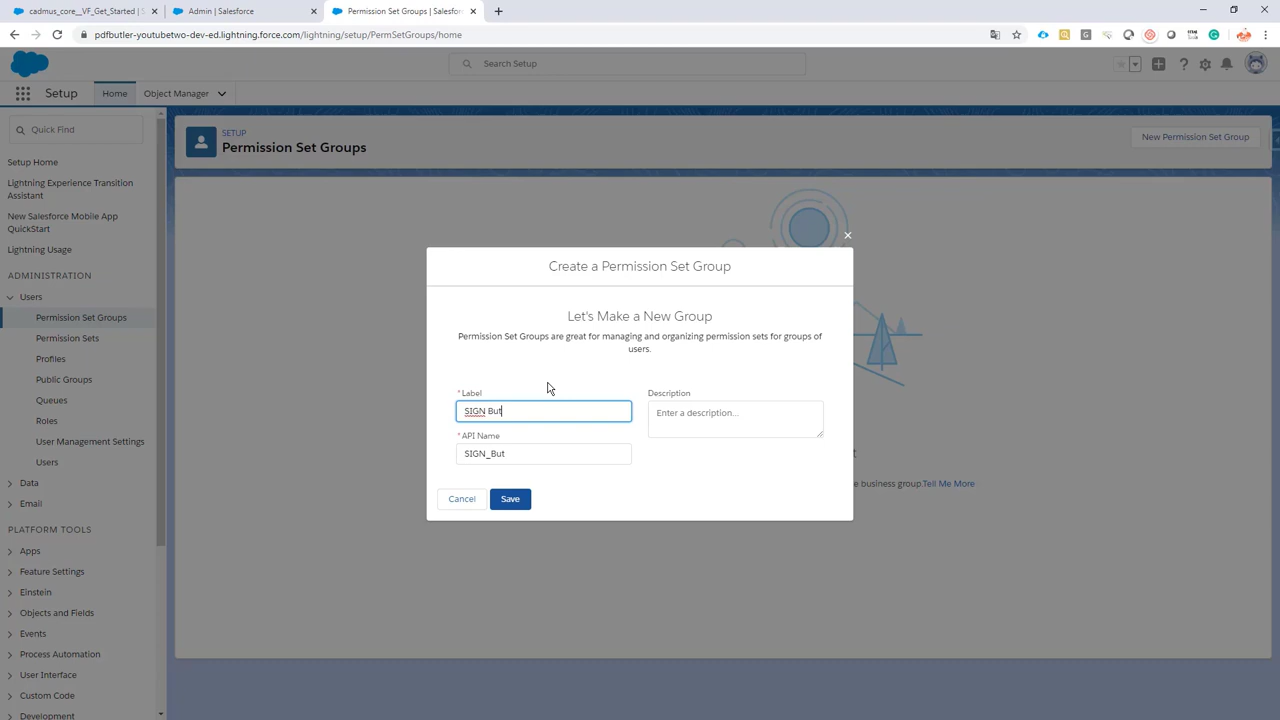 cadmus_core__VF_Get_Started | S
Admin | Salesforce
Permission Set Groups | Salesfor
pdfbutler-youtubetwo-dev-ed.lightning.force.com/lightning/setup/PermSetGroups/home
Search Setup
Setup
Home
Object Manager
Quick Find
Setup Home
Lightning Experience Transition
Assistant
New Salesforce Mobile App
QuickStart
Lightning Usage
ADMINISTRATION
Users
Permission Set Groups
Permission Sets
Profiles
Public Groups
Queues
Roles
User Management Settings
Users
Data
Email
PLATFORM TOOLS
Apps
Feature Settings
Einstein
Objects and Fields
Events
Process Automation
User Interface
Custom Code
Development
SETUP
Permission Set Groups
New Permission Set Group
Create a Permission Set Group
Let's Make a New Group
Permission Set Groups are great for managing and organizing permission sets for groups of
users.
*Label
SIGN But
Description
Enter a description...
*API Name
SIGN_But
Cancel
Save
e business group.Tell Me More